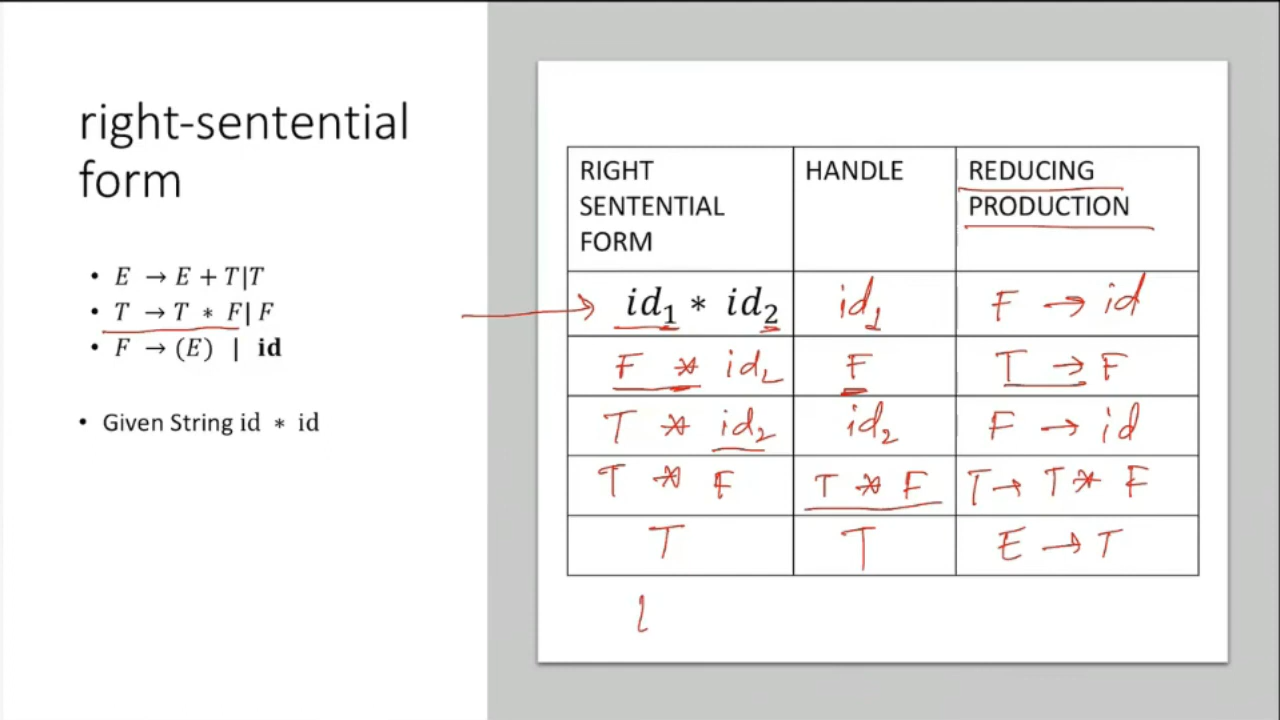 right-sentential
form
• E → E + T|T
• T → T * F| F
• F → (E) | id
• Given String id * id
RIGHT SENTENTIAL FORM HANDLE REDUCING PRODUCTION
id₁ * id₂ id₁ F → id
F * id₂ F T → F
T * id₂ id₂ F → id
T * F T * F T → T * F
T T E → T